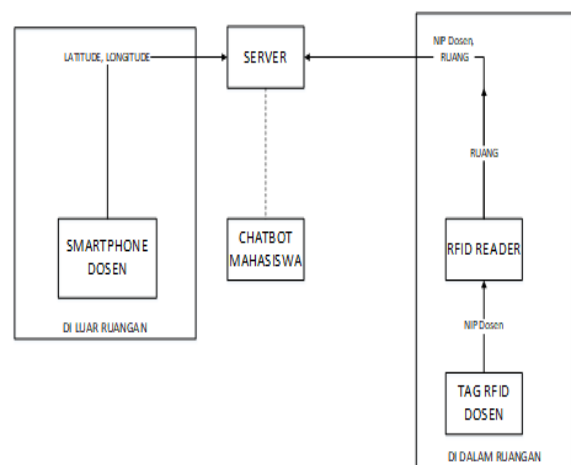 NIP Dosen,
RUANG
LATITUDE, LONGITUDE
SERVER
RUANG
SMARTPHONE
DOSEN
CHATBOT
MAHASISWA
RFID READER
DI LUAR RUANGAN
NIP Dosen
TAG RFID
DOSEN
DI DALAM RUANGAN